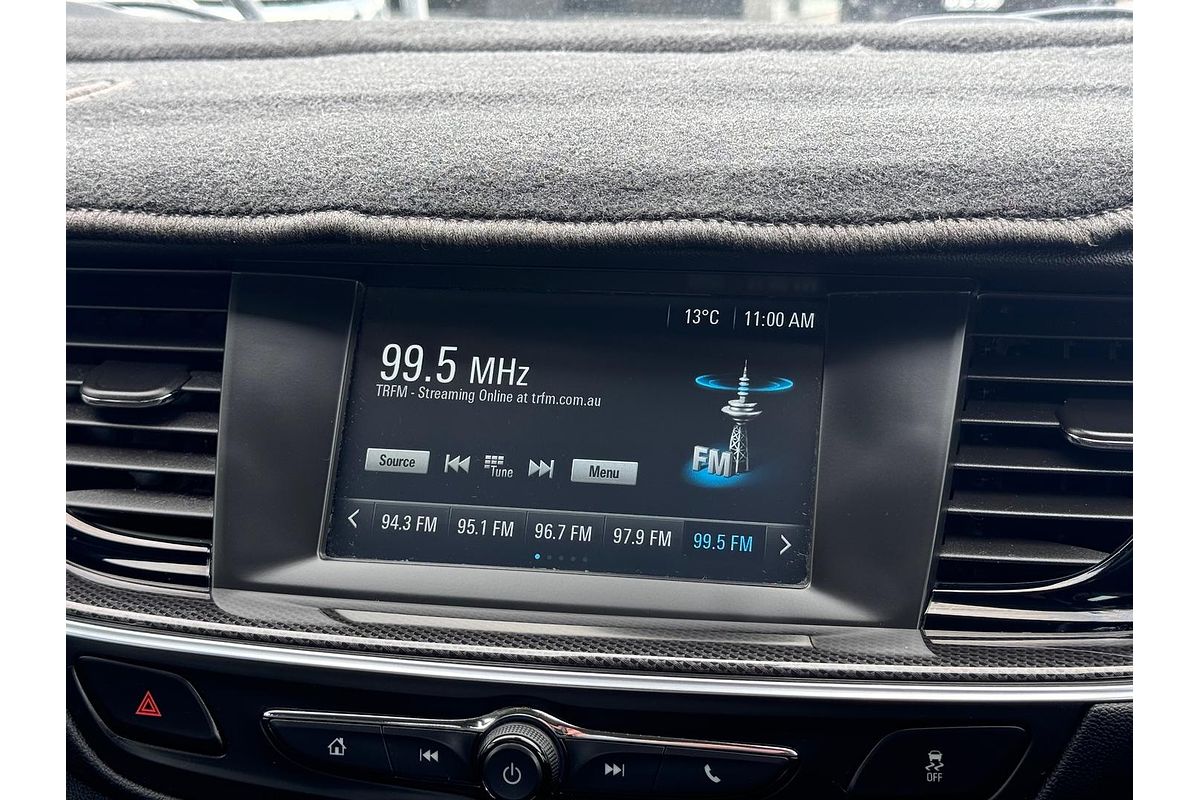 13°C 11:00 AM
99.5 MHz
TRFM - Streaming Online at trfm.com.au
FM
Source Tune Menu
94.3 FM 95.1 FM 96.7 FM 97.9 FM 99.5 FM
OFF